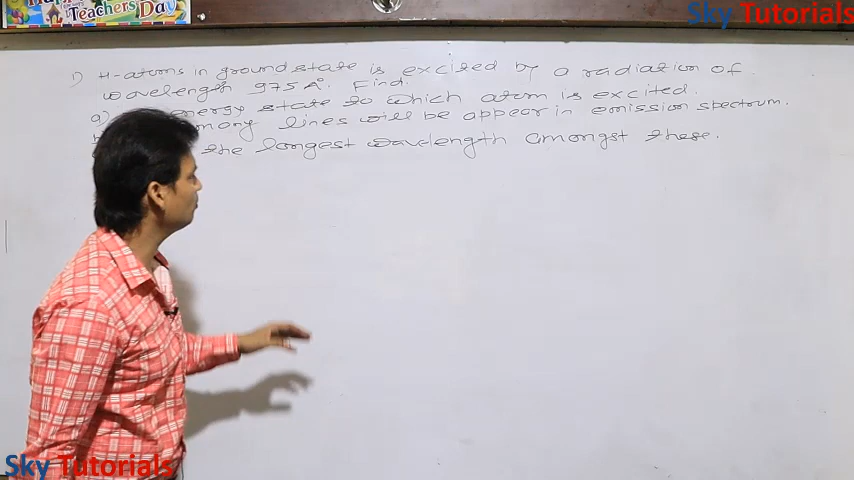 Teachers Day
Sky Tutorials
1) H-atoms in ground state is excited by a radiation of
wavelength 975 A°. Find.
a) energy state to which atom is excited.
many lines will be appear in emission spectrum.
the longest wavelength amongst these.
Sky Tutorials